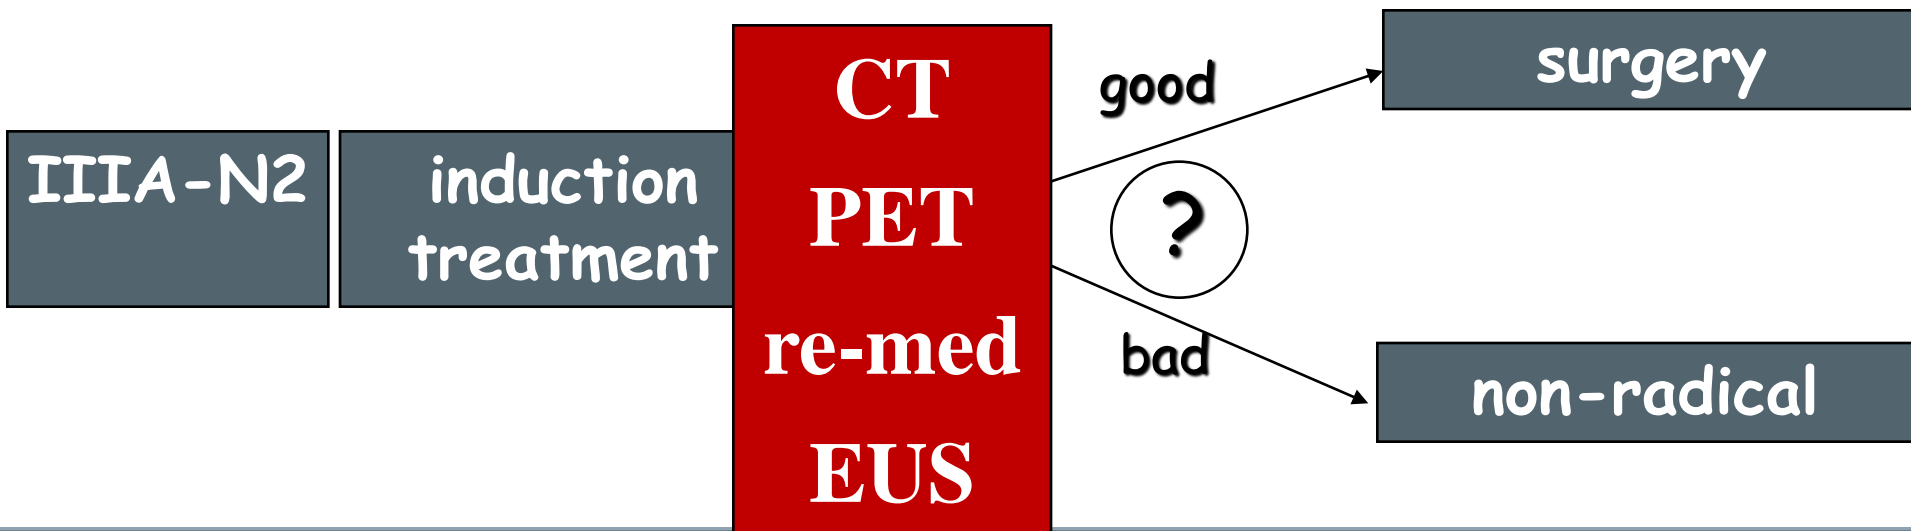 IIIA-N2
induction
treatment
CT
PET
re-med
EUS
good
?
bad
surgery
non-radical